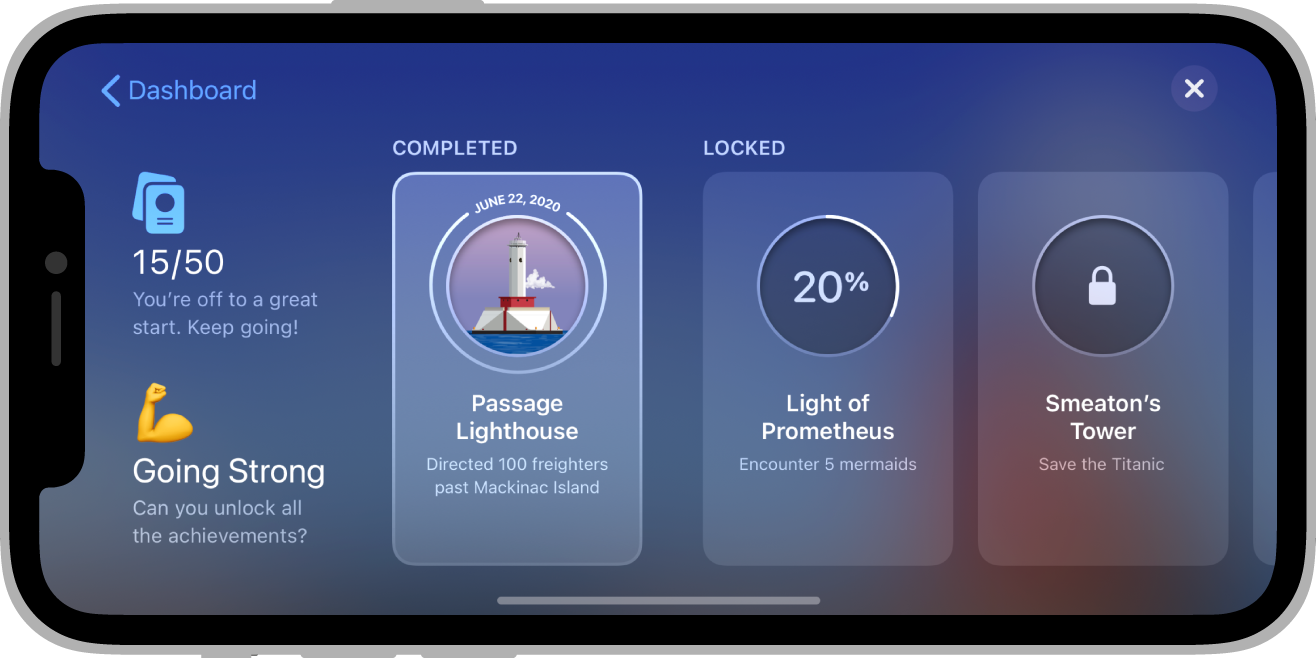 Dashboard
15/50
You’re off to a great
start. Keep going!
Going Strong
Can you unlock all
the achievements?
COMPLETED
JUNE 22, 2020
Passage
Lighthouse
Directed 100 freighters
past Mackinac Island
LOCKED
20%
Light of
Prometheus
Encounter 5 mermaids
Smeaton’s
Tower
Save the Titanic